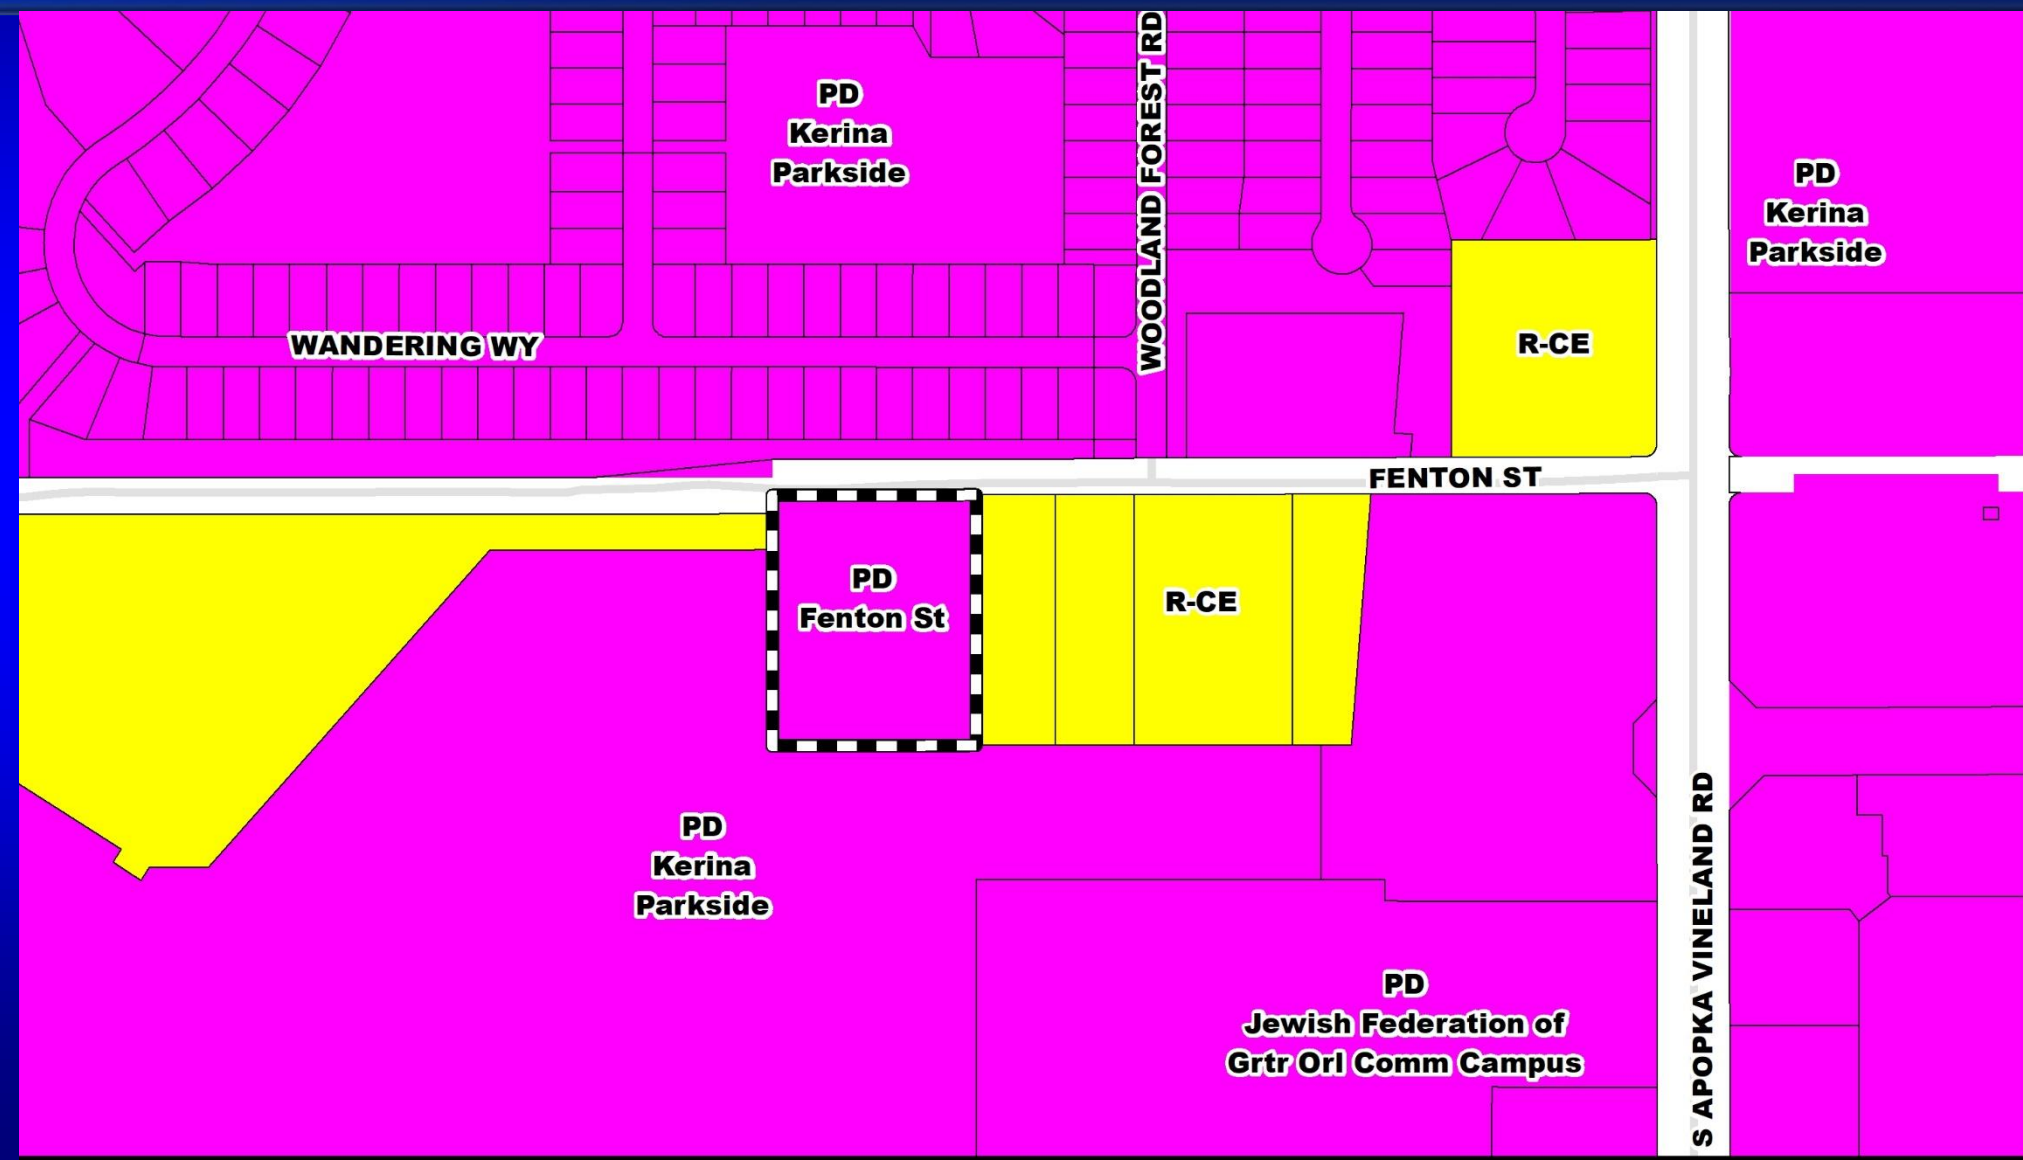 PD
Kerina
Parkside
WOODLAND FOREST RD
PD
Kerina
Parkside
WANDERING WY
R-CE
FENTON ST
PD
Fenton St
R-CE
PD
Kerina
Parkside
S APOPKA VINELAND RD
PD
Jewish Federation of
Grtr Orl Comm Campus